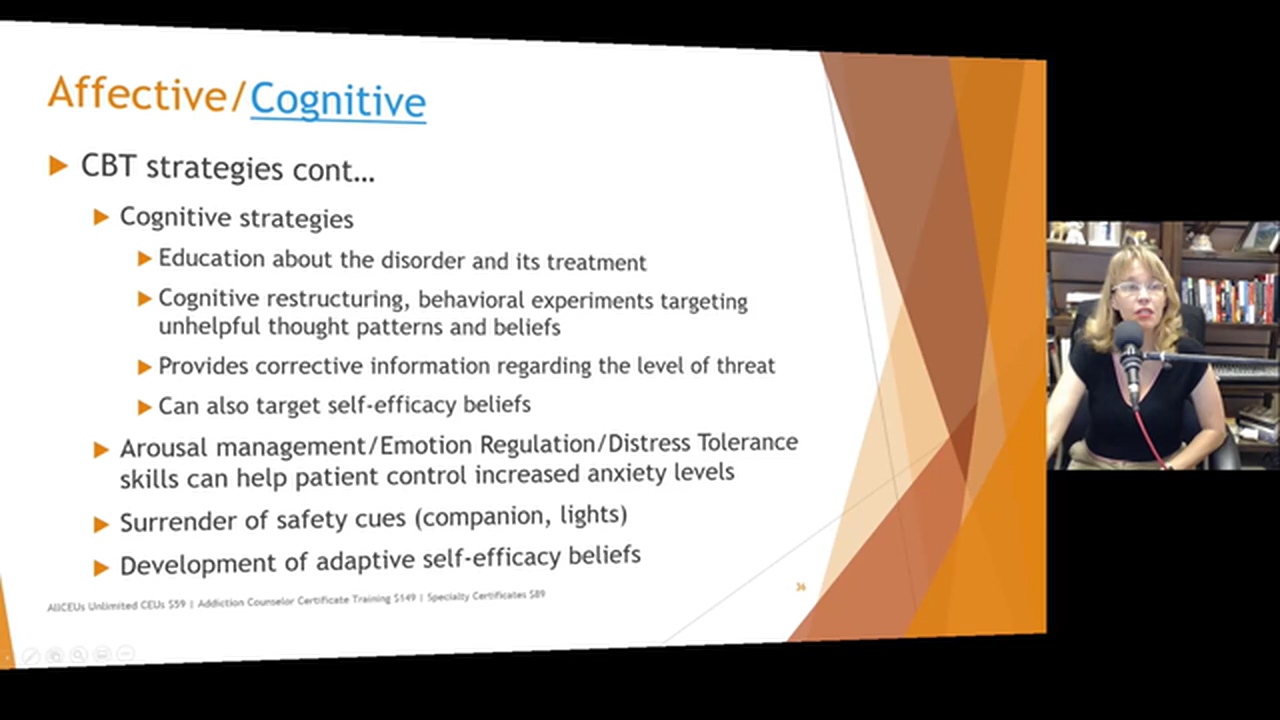 Affective/Cognitive
CBT strategies cont...
Cognitive strategies
Education about the disorder and its treatment
Cognitive restructuring, behavioral experiments targeting
unhelpful thought patterns and beliefs
Provides corrective information regarding the level of threat
Can also target self-efficacy beliefs
Arousal management/Emotion Regulation/Distress Tolerance
skills can help patient control increased anxiety levels
Surrender of safety cues (companion, lights)
Development of adaptive self-efficacy beliefs
AllCEUs Unlimited CEUs $59 | Addiction Counselor Certificate Training $149 | Specialty Certificates $89
36